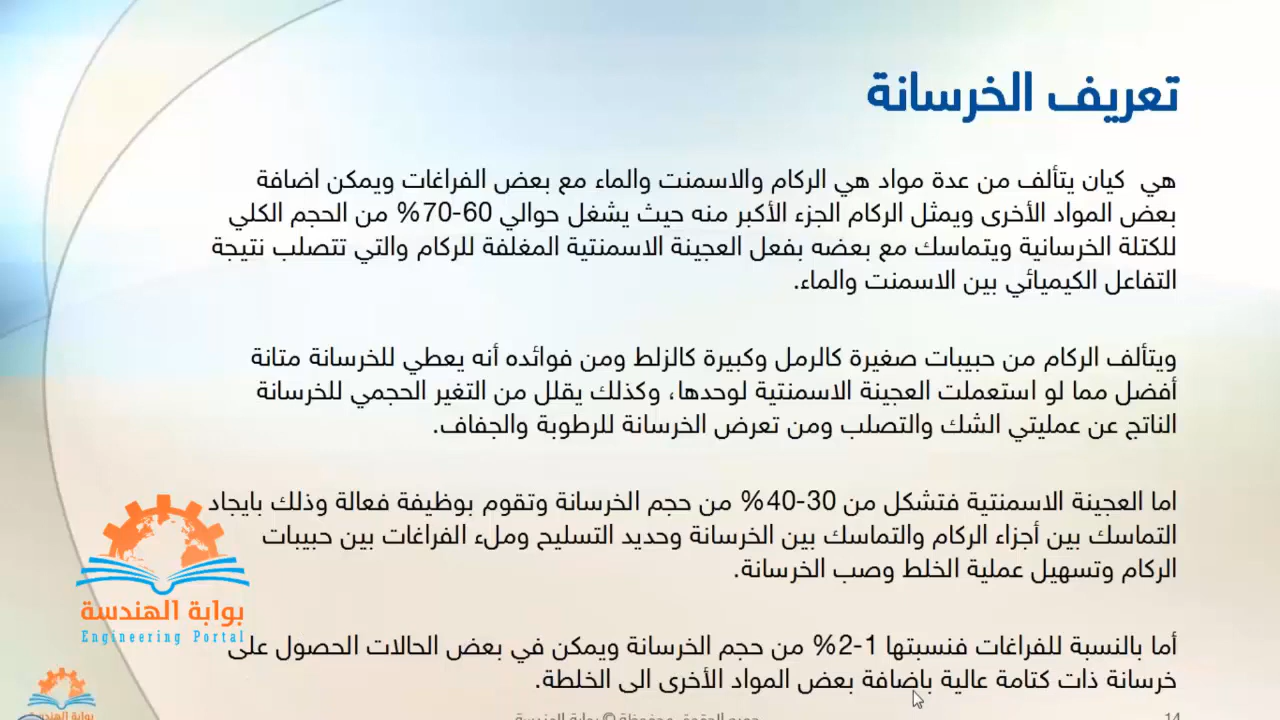 تعريف الخرسانة
هي كيان يتألف من عدة مواد هي الركام والاسمنت والماء مع بعض الفراغات ويمكن اضافة
بعض المواد الأخرى ويمثل الركام الجزء الأكبر منه حيث يشغل حوالي 60-70% من الحجم الكلي
للكتلة الخرسانية ويتماسك مع بعضه بفعل العجينة الاسمنتية المغلفة للركام والتي تتصلب نتيجة
التفاعل الكيميائي بين الاسمنت والماء.
ويتألف الركام من حبيبات صغيرة كالرمل وكبيرة كالزلط ومن فوائده أنه يعطي للخرسانة متانة
أفضل مما لو استعملت العجينة الاسمنتية لوحدها، وكذلك يقلل من التغير الحجمي للخرسانة
الناتج عن عمليتي الشك والتصلب ومن تعرض الخرسانة للرطوبة والجفاف.
اما العجينة الاسمنتية فتشكل من 30-40% من حجم الخرسانة وتقوم بوظيفة فعالة وذلك بايجاد
التماسك بين أجزاء الركام والتماسك بين الخرسانة وحديد التسليح وملء الفراغات بين حبيبات
الركام وتسهيل عملية الخلط وصب الخرسانة.
بوابة الهندسة
Engineering Portal
أما بالنسبة للفراغات فنسبتها 1-2% من حجم الخرسانة ويمكن في بعض الحالات الحصول على
خرسانة ذات كتامة عالية باضافة بعض المواد الأخرى الى الخلطة.
بوابة الهندسة